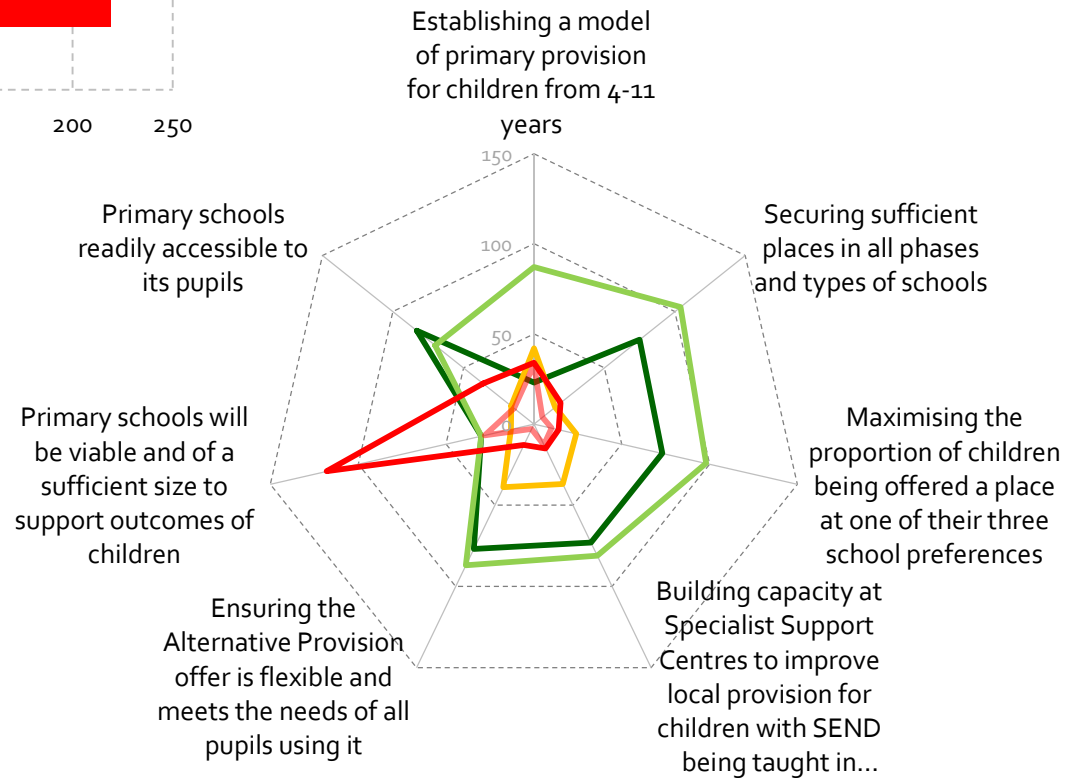 Establishing a model
of primary provision
for children from 4-11
years
200
250
150
100
50
0
Primary schools
readily accessible to
its pupils
Securing sufficient
places in all phases
and types of schools
Primary schools will
be viable and of a
sufficient size to
support outcomes of
children
Maximising the
proportion of children
being offered a place
at one of their three
school preferences
Ensuring the
Alternative Provision
offer is flexible and
meets the needs of all
pupils using it
Building capacity at
Specialist Support
Centres to improve
local provision for
children with SEND
being taught in...